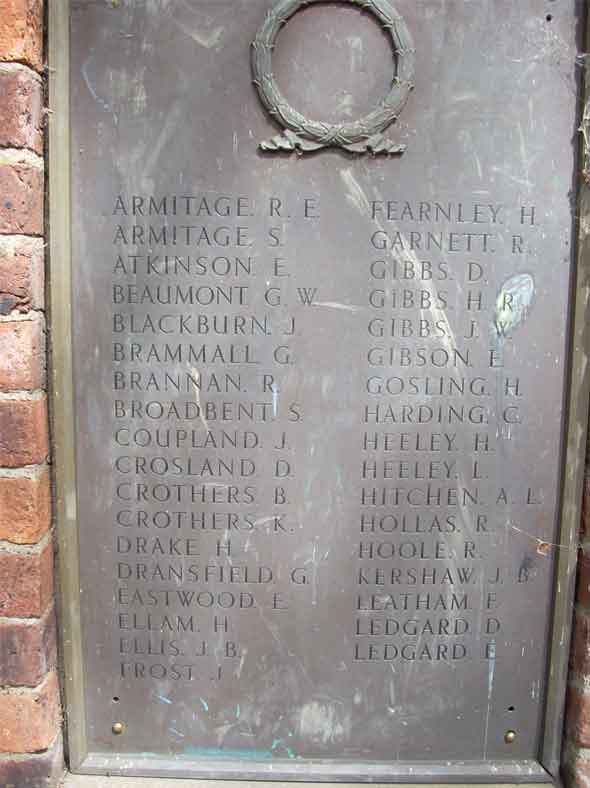 ARMITAGE. R. E.
ARMITAGE. S.
ATKINSON. E.
BEAUMONT. G. W.
BLACKBURN. J.
BRAMMALL. G.
BRANNAN. R.
BROADBENT. S.
COUPLAND. J.
CROSLAND. D.
CROTHERS. B.
CROTHERS. K.
DRAKE. H.
DRANSFIELD. G.
EASTWOOD. E.
ELLAM. H.
ELLIS. J. B.
FROST. J.
FEARNLEY. H.
GARNETT. R.
GIBBS. D.
GIBBS. H. R.
GIBBS. J. W.
GIBSON. E.
GOSLING. H.
HARDING. C.
HEELEY. H.
HEELEY. L.
HITCHEN. A. L.
HOLLAS. R.
HOOLE. R.
KERSHAW. J. B.
LEATHAM. F.
LEDGARD. D.
LEDGARD.